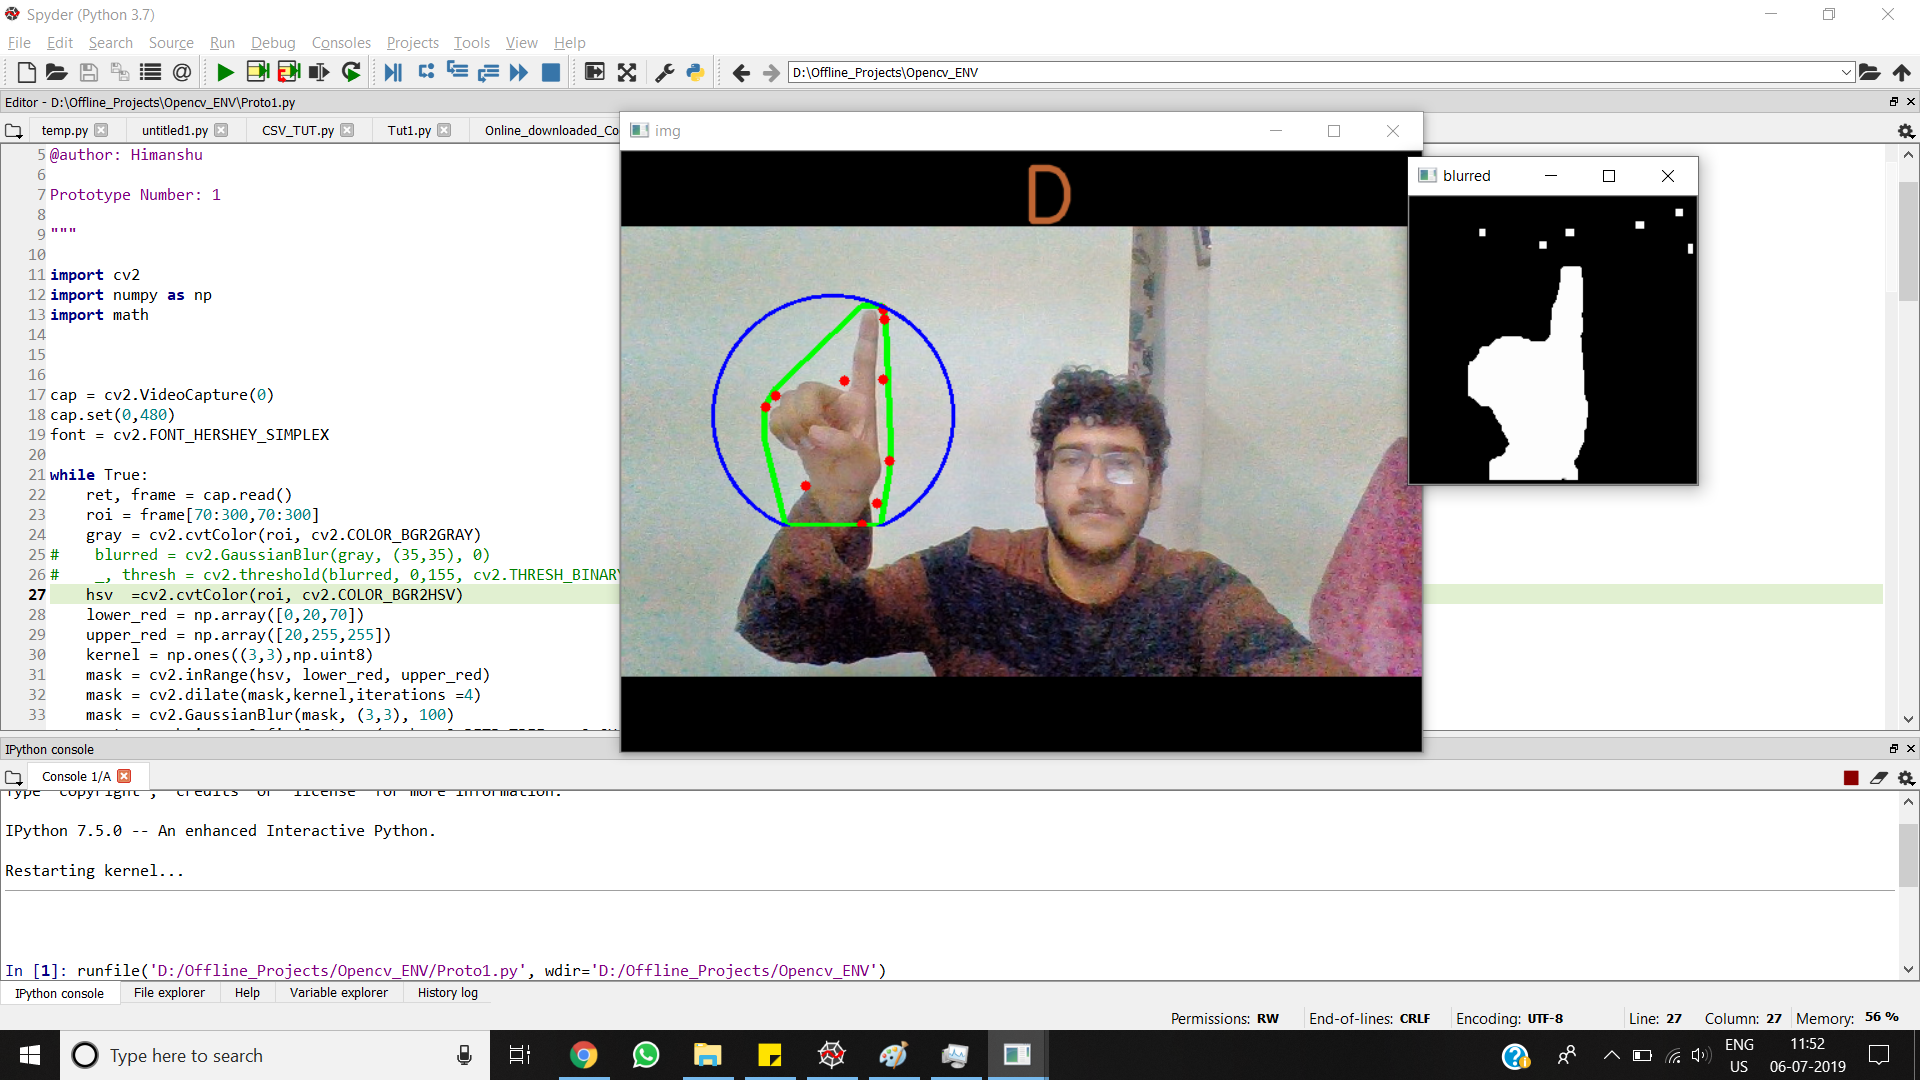 Spyder (Python 3.7)
File Edit Search Source Run Debug Consoles Projects Tools View Help
D:\Offline_Projects\Opencv_ENV
Editor - D:\Offline_Projects\Opencv_ENV\Proto1.py
temp.py untitled1.py CSV_TUT.py Tut1.py Online_downloaded_Co
5 @author: Himanshu
6
7 Prototype Number: 1
8
9 """
10
11 import cv2
12 import numpy as np
13 import math
14
15
16
17 cap = cv2.VideoCapture(0)
18 cap.set(0,480)
19 font = cv2.FONT_HERSHEY_SIMPLEX
20
21 while True:
22     ret, frame = cap.read()
23     roi = frame[70:300,70:300]
24     gray = cv2.cvtColor(roi, cv2.COLOR_BGR2GRAY)
25 #    blurred = cv2.GaussianBlur(gray, (35,35), 0)
26 #    _, thresh = cv2.threshold(blurred, 0,155, cv2.THRESH_BINARY
27     hsv  =cv2.cvtColor(roi, cv2.COLOR_BGR2HSV)
28     lower_red = np.array([0,20,70])
29     upper_red = np.array([20,255,255])
30     kernel = np.ones((3,3),np.uint8)
31     mask = cv2.inRange(hsv, lower_red, upper_red)
32     mask = cv2.dilate(mask,kernel,iterations =4)
33     mask = cv2.GaussianBlur(mask, (3,3), 100)
img
D
blurred
IPython console
Console 1/A
Type "copyright", "credits" or "license" for more information.
IPython 7.5.0 -- An enhanced Interactive Python.
Restarting kernel...
In [1]: runfile('D:/Offline_Projects/Opencv_ENV/Proto1.py', wdir='D:/Offline_Projects/Opencv_ENV')
IPython console File explorer Help Variable explorer History log
Permissions: RW End-of-lines: CRLF Encoding: UTF-8 Line: 27 Column: 27 Memory: 56 %
Type here to search
ENG
US
11:52
06-07-2019